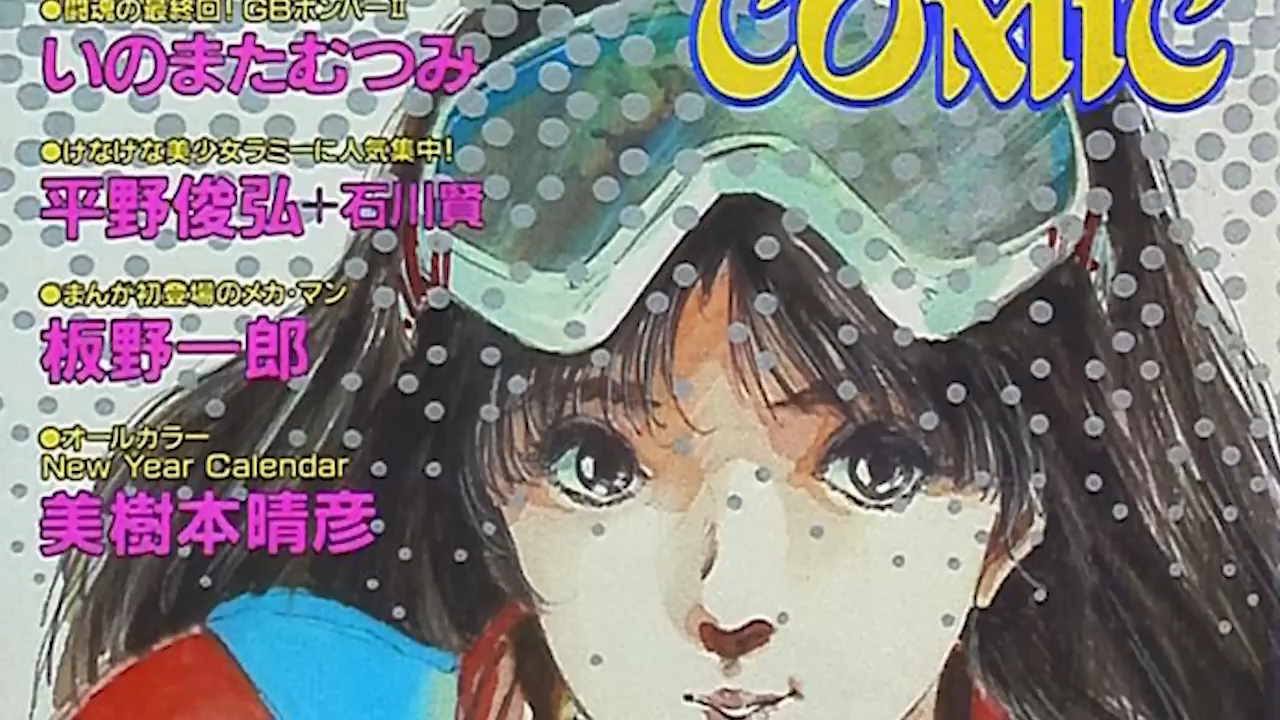 ●闘魂の最終回!GBボンバーⅡ
いのまたむつみ
COMIC
●けなげな美少女ラミーに人気集中!
平野俊弘+石川賢
●まんが初登場のメカ・マン
板野一郎
●オールカラー
New Year Calendar
美樹本晴彦